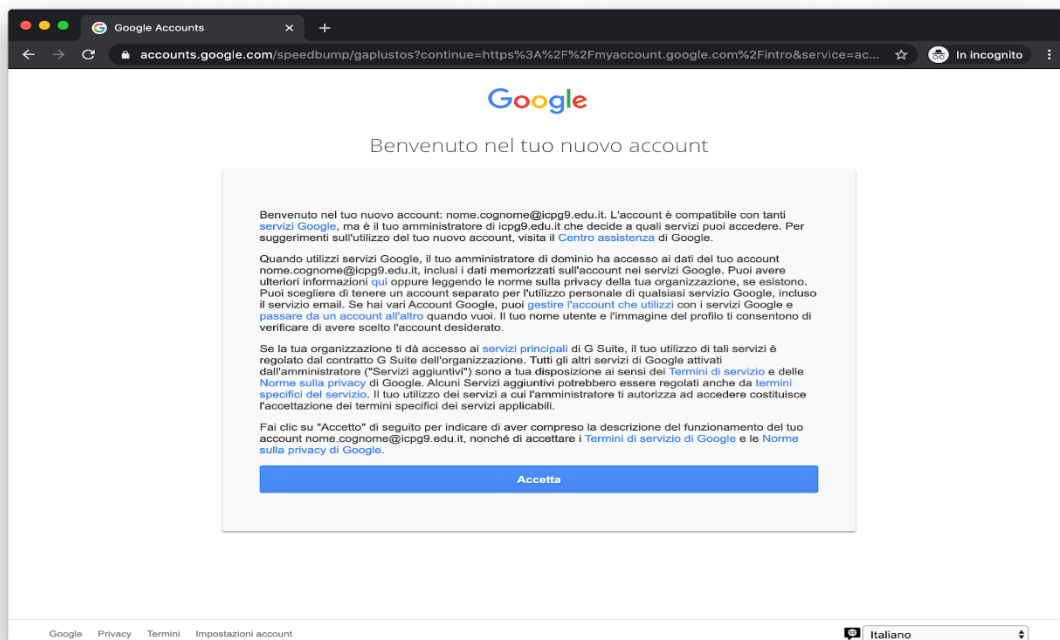 Google Accounts
accounts.google.com/speedbump/gaplustos?continue=https%3A%2F%2Fmyaccount.google.com%2Fintro&service=ac...
In incognito
Google
Benvenuto nel tuo nuovo account
Benvenuto nel tuo nuovo account: nome.cognome@icpg9.edu.it. L'account è compatibile con tanti
servizi Google, ma è il tuo amministratore di icpg9.edu.it che decide a quali servizi puoi accedere. Per
suggerimenti sull'utilizzo del tuo nuovo account, visita il Centro assistenza di Google.
Quando utilizzi servizi Google, il tuo amministratore di dominio ha accesso ai dati del tuo account
nome.cognome@icpg9.edu.it, inclusi i dati memorizzati sull'account nei servizi Google. Puoi avere
ulteriori informazioni qui oppure leggendo le norme sulla privacy della tua organizzazione, se esistono.
Puoi scegliere di tenere un account separato per l'utilizzo personale di qualsiasi servizio Google, incluso
il servizio email. Se hai vari Account Google, puoi gestire l'account che utilizzi con i servizi Google e
passare da un account all'altro quando vuoi. Il tuo nome utente e l'immagine del profilo ti consentono di
verificare di avere scelto l'account desiderato.
Se la tua organizzazione ti dà accesso ai servizi principali di G Suite, il tuo utilizzo di tali servizi è
regolato dal contratto G Suite dell'organizzazione. Tutti gli altri servizi di Google attivati
dall'amministratore ("Servizi aggiuntivi") sono a tua disposizione ai sensi dei Termini di servizio e delle
Norme sulla privacy di Google. Alcuni Servizi aggiuntivi potrebbero essere regolati anche da termini
specifici del servizio. Il tuo utilizzo dei servizi a cui l'amministratore ti autorizza ad accedere costituisce
l'accettazione dei termini specifici dei servizi applicabili.
Fai clic su "Accetto" di seguito per indicare di aver compreso la descrizione del funzionamento del tuo
account nome.cognome@icpg9.edu.it, nonché di accettare i Termini di servizio di Google e le Norme
sulla privacy di Google.
Accetta
Google Privacy Termini Impostazioni account
Italiano